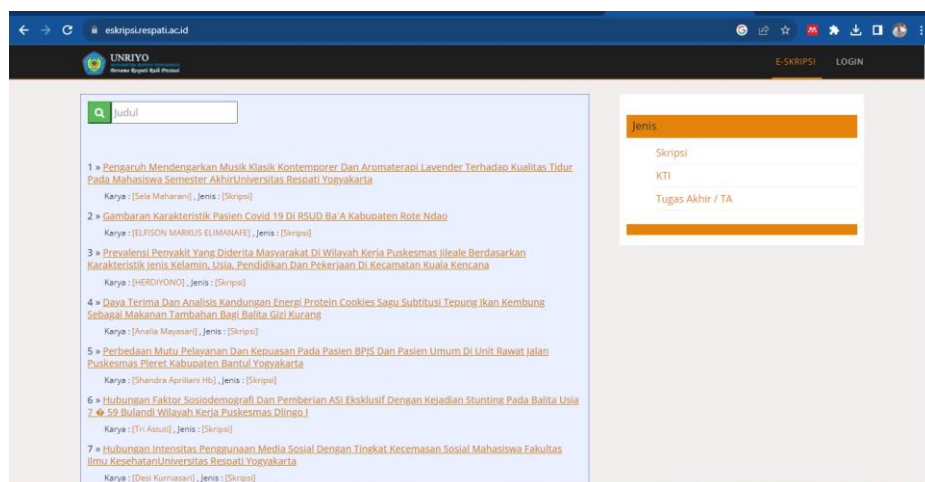 eskripsi.respati.ac.id
UNRIYO
E-SKRIPSI
LOGIN
Judul
1 » Pengaruh Mendengarkan Musik Klasik Kontemporer Dan Aromaterapi Lavender Terhadap Kualitas Tidur
Pada Mahasiswa Semester AkhirUniversitas Respati Yogyakarta
Karya : [Sela Maharani] , Jenis : [Skripsi]
2 » Gambaran Karakteristik Pasien Covid 19 Di RSUD Ba'A Kabupaten Rote Ndao
Karya : [ELFISON MARKUS ELIMANAFE] , Jenis : [Skripsi]
3 » Prevalensi Penyakit Yang Diderita Masyarakat Di Wilayah Kerja Puskesmas Jileale Berdasarkan
Karakteristik Jenis Kelamin, Usia, Pendidikan Dan Pekerjaan Di Kecamatan Kuala Kencana
Karya : [HERDIYONO] , Jenis : [Skripsi]
4 » Daya Terima Dan Analisis Kandungan Energi Protein Cookies Sagu Subtitusi Tepung Ikan Kembung
Sebagai Makanan Tambahan Bagi Balita Gizi Kurang
Karya : [Analia Mayasari] , Jenis : [Skripsi]
5 » Perbedaan Mutu Pelayanan Dan Kepuasan Pada Pasien BPJS Dan Pasien Umum Di Unit Rawat Jalan
Puskesmas Pleret Kabupaten Bantul Yogyakarta
Karya : [Shandra Apriliani Hb] , Jenis : [Skripsi]
6 » Hubungan Faktor Sosiodemografi Dan Pemberian ASI Eksklusif Dengan Kejadian Stunting Pada Balita Usia
7 � 59 Bulandi Wilayah Kerja Puskesmas Dlingo I
Karya : [Tri Astuti] , Jenis : [Skripsi]
7 » Hubungan Intensitas Penggunaan Media Sosial Dengan Tingkat Kecemasan Sosial Mahasiswa Fakultas
Ilmu KesehatanUniversitas Respati Yogyakarta
Karya : [Desi Kurniasari] , Jenis : [Skripsi]
Jenis
Skripsi
KTI
Tugas Akhir / TA